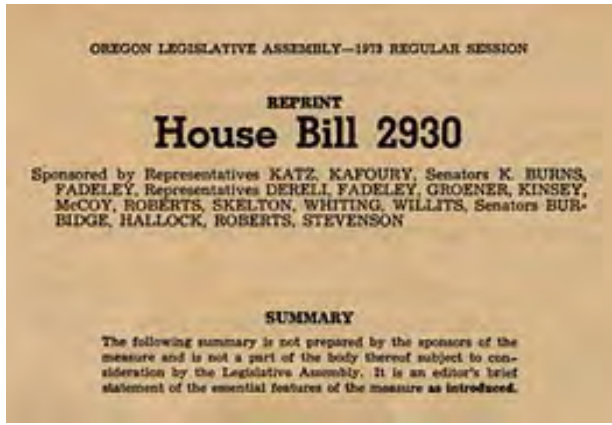 OREGON LEGISLATIVE ASSEMBLY—1973 REGULAR SESSION
REPRINT
House Bill 2930
Sponsored by Representatives KATZ, KAFOURY, Senators K. BURNS,
FADELEY, Representatives DERELI, FADELEY, GROENER, KINSEY,
McCOY, ROBERTS, SKELTON, WHITING, WILLITS, Senators BUR-
BIDGE, HALLOCK, ROBERTS, STEVENSON
SUMMARY
The following summary is not prepared by the sponsors of the
measure and is not a part of the body thereof subject to con-
sideration by the Legislative Assembly. It is an editor's brief
statement of the essential features of the measure as introduced.